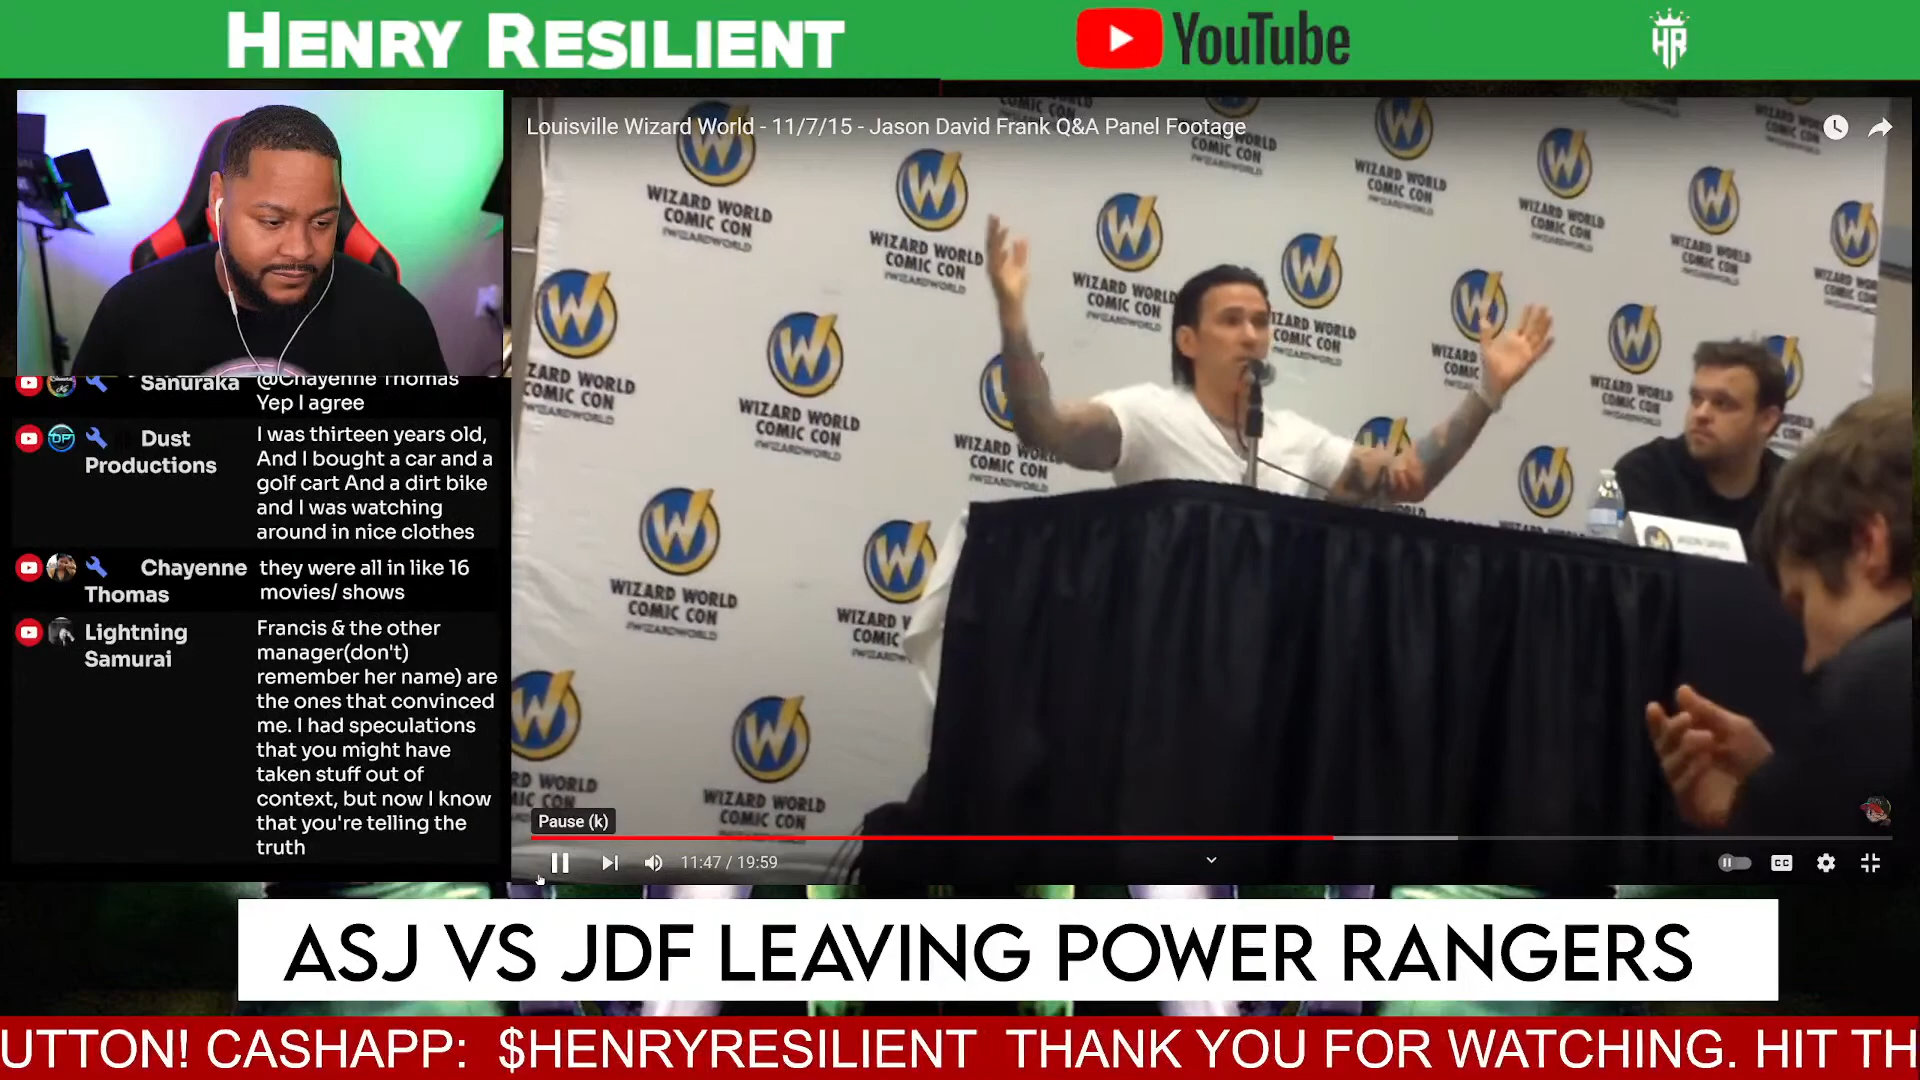 HENRY RESILIENT
YouTube
HR
Louisville Wizard World - 11/7/15 - Jason David Frank Q&A Panel Footage
WIZARD WORLD
COMIC CON
#WIZARDWORLD
Sanuraka @Chayenne Thomas
Yep I agree
Dust Productions
I was thirteen years old,
And I bought a car and a
golf cart And a dirt bike
and I was watching
around in nice clothes
Chayenne Thomas
they were all in like 16
movies/ shows
Lightning Samurai
Francis & the other
manager(don't)
remember her name) are
the ones that convinced
me. I had speculations
that you might have
taken stuff out of
context, but now I know
that you're telling the
truth
Pause (k)
11:47 / 19:59
CC
ASJ VS JDF LEAVING POWER RANGERS
UTTON! CASHAPP: $HENRYRESILIENT THANK YOU FOR WATCHING. HIT TH